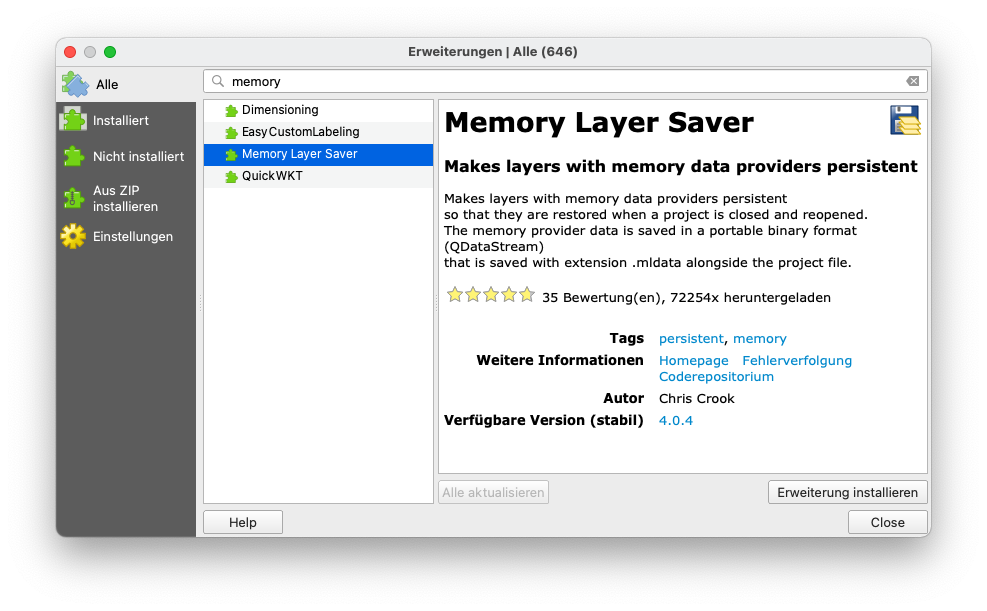 Erweiterungen | Alle (646)
Alle
Installiert
Nicht installiert
Aus ZIP
installieren
Einstellungen
memory
Dimensioning
EasyCustomLabeling
Memory Layer Saver
QuickWKT
Memory Layer Saver
Makes layers with memory data providers persistent
Makes layers with memory data providers persistent
so that they are restored when a project is closed and reopened.
The memory provider data is saved in a portable binary format
(QDataStream)
that is saved with extension .mldata alongside the project file.
35 Bewertung(en), 72254x heruntergeladen
Tags persistent, memory
Weitere Informationen Homepage Fehlerverfolgung
Coderepositorium
Autor Chris Crook
Verfügbare Version (stabil) 4.0.4
Alle aktualisieren Erweiterung installieren
Help Close